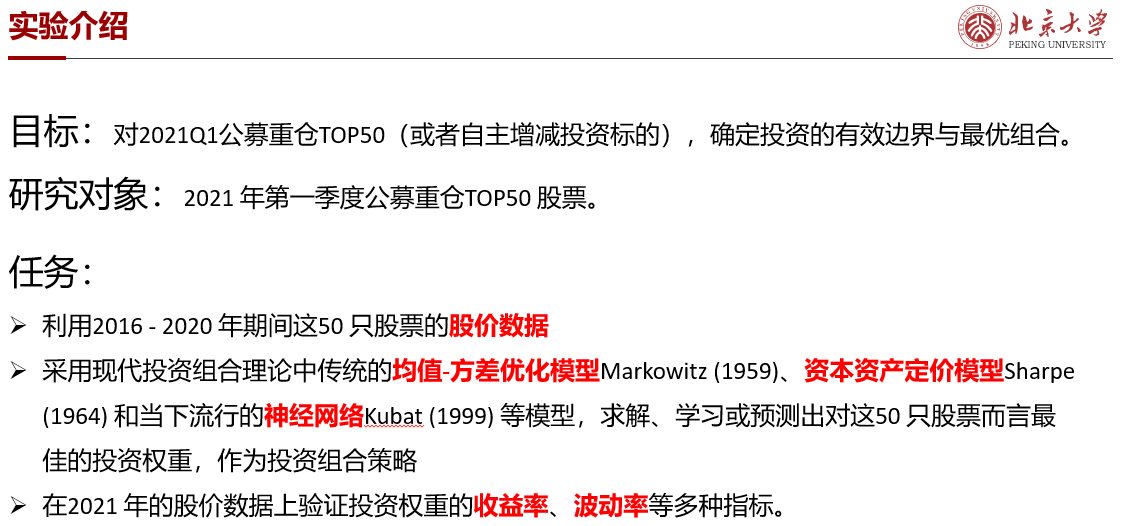 实验介绍
北京大学
PEKING UNIVERSITY
目标：对2021Q1公募重仓TOP50（或者自主增减投资标的），确定投资的有效边界与最优组合。
研究对象：2021 年第一季度公募重仓TOP50 股票。
任务：
➢ 利用2016 - 2020 年期间这50 只股票的股价数据
➢ 采用现代投资组合理论中传统的均值-方差优化模型Markowitz (1959)、资本资产定价模型Sharpe
(1964) 和当下流行的神经网络Kubat (1999) 等模型，求解、学习或预测出对这50 只股票而言最
佳的投资权重，作为投资组合策略
➢ 在2021 年的股价数据上验证投资权重的收益率、波动率等多种指标。